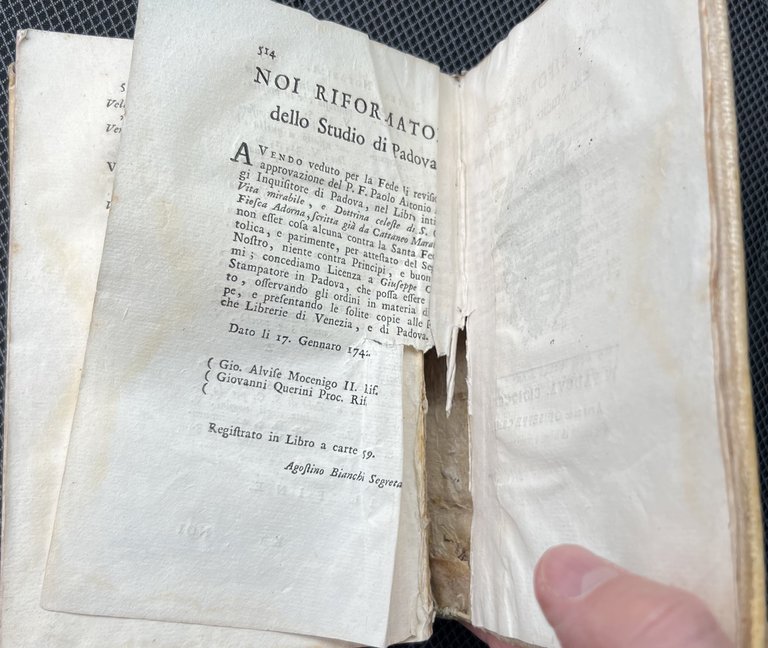 514
NOI RIFORMATO
dello Studio di Padova
AVENDO veduto per la Fede di reviſio
approvazione del P. F. Paolo Antonio
gi Inquiſitore di Padova, nel Libro inti
Vita mirabile, e Dottrina celeſte di S.
Fieſca Adorna, ſcritta già da Cattaneo Mara
non eſſer coſa alcuna contra la Santa Fe
tolica, e parimente, per atteſtato del Se
Noſtro, niente contra Principi, e buon
mi; concediamo Licenza a Giuſeppe C
Stampatore in Padova, che poſſa eſſere
to, oſſervando gli ordini in materia di
pe, e preſentando le ſolite copie alle
che Librerie di Venezia, e di Padova.
Dato li 17. Gennaro 174
( Gio. Alviſe Mocenigo II. Rif.
( Giovanni Querini Proc. Rif
(
Regiſtrato in Libro a carte 59.
Agoſtino Bianchi Segreta